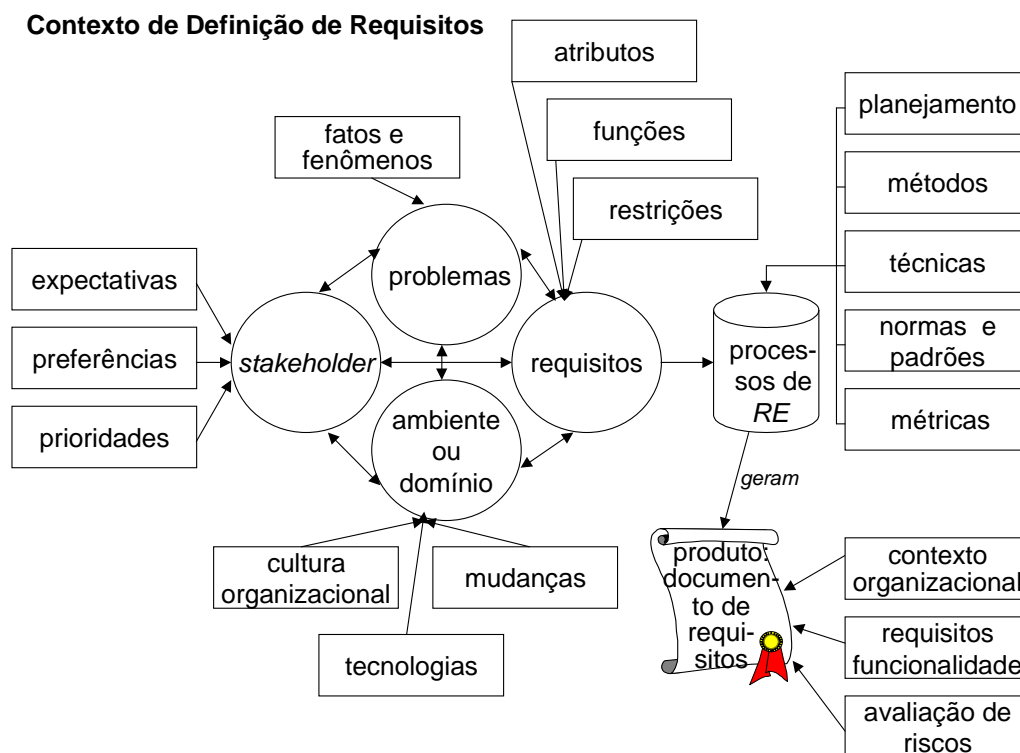 Contexto de Definição de Requisitos
atributos
funções
restrições
fatos e
fenômenos
problemas
expectativas
preferências
prioridades
stakeholder
requisitos
ambiente
ou
domínio
cultura
organizacional
mudanças
tecnologias
planejamento
métodos
técnicas
normas e
padrões
métricas
proces-
sos de
RE
geram
produto:
documen-
to de
requi-
sitos
contexto
organizacional
requisitos
funcionalidade
avaliação de
riscos